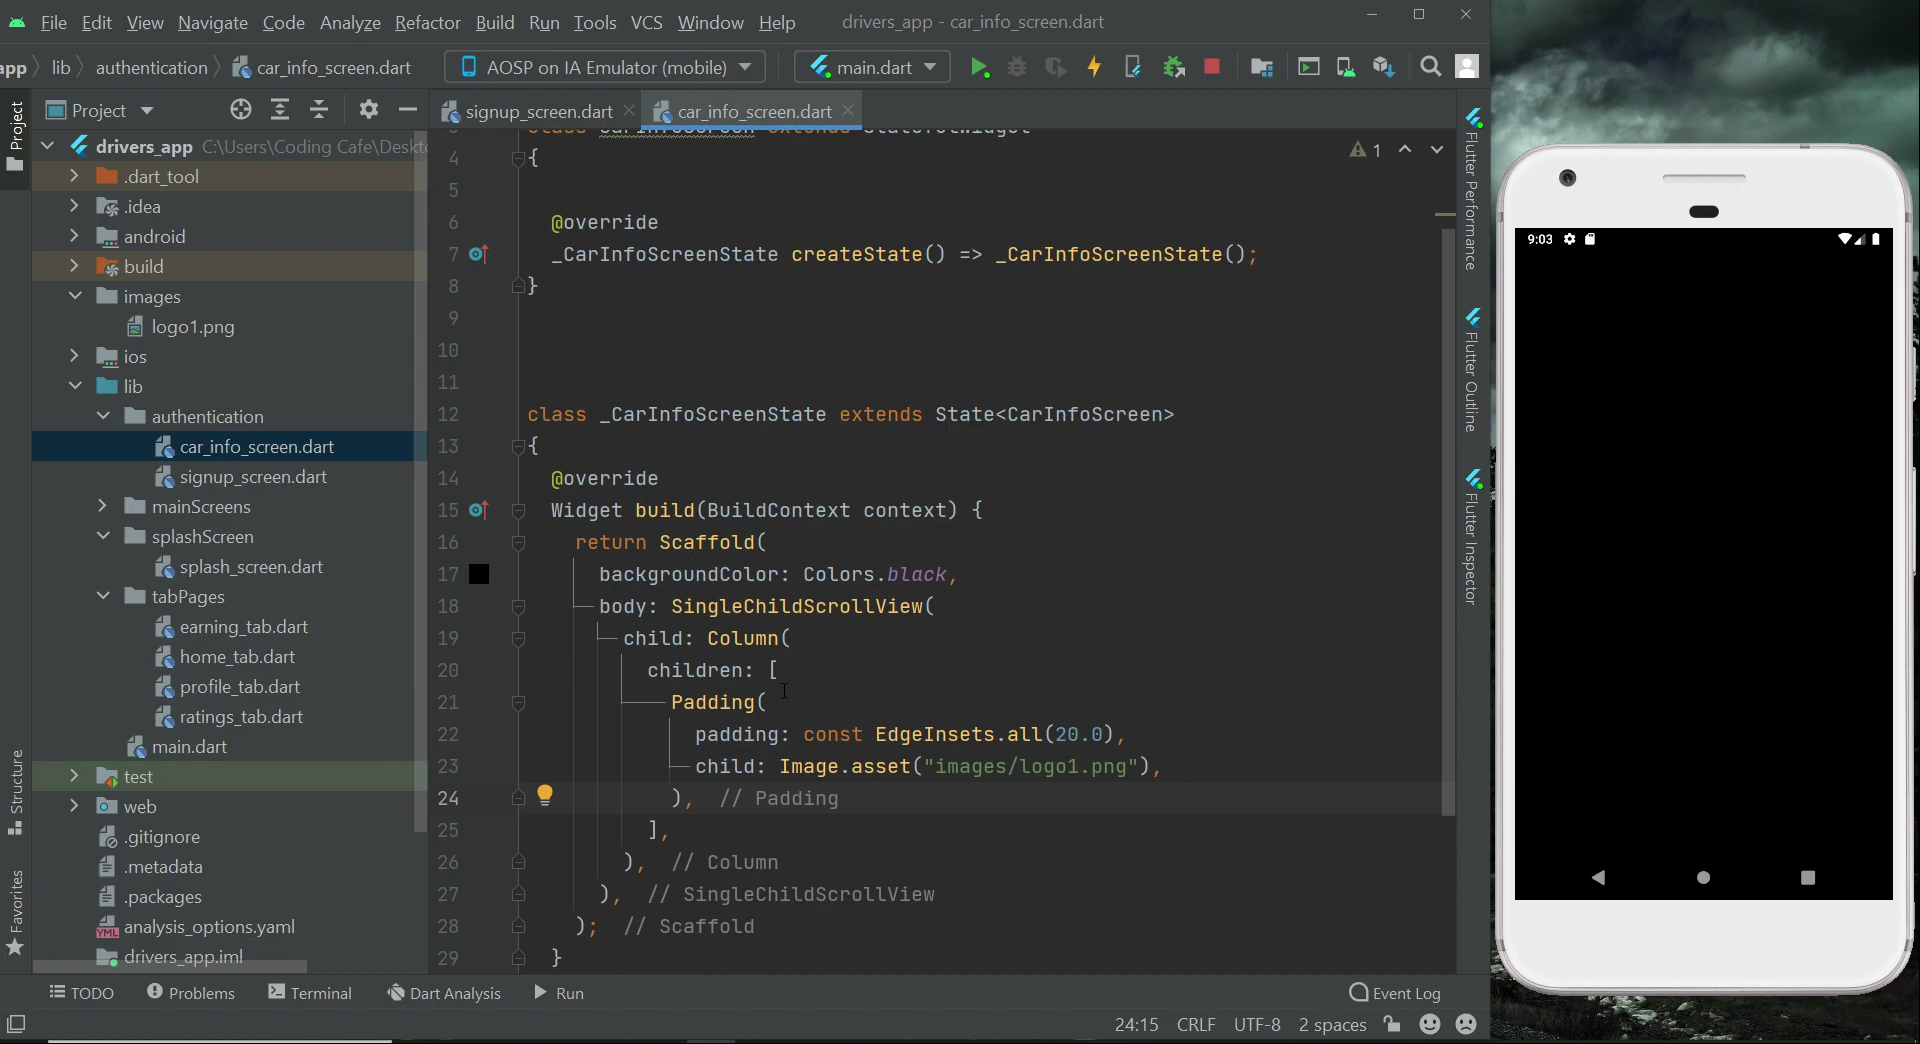 File Edit View Navigate Code Analyze Refactor Build Run Tools VCS Window Help drivers_app - car_info_screen.dart
app lib authentication car_info_screen.dart AOSP on IA Emulator (mobile) main.dart
Project
signup_screen.dart car_info_screen.dart
Project
drivers_app C:\Users\Coding Cafe\Deskt
.dart_tool
.idea
android
build
images
logo1.png
ios
lib
authentication
car_info_screen.dart
signup_screen.dart
mainScreens
splashScreen
splash_screen.dart
tabPages
earning_tab.dart
home_tab.dart
profile_tab.dart
ratings_tab.dart
main.dart
test
web
.gitignore
.metadata
.packages
analysis_options.yaml
drivers_app.iml
Structure
Favorites
class CarInfoScreen extends StatefulWidget
4 {
1
5
6 @override
7 _CarInfoScreenState createState() => _CarInfoScreenState();
8 }
9
10
11
12 class _CarInfoScreenState extends State<CarInfoScreen>
13 {
14 @override
15 Widget build(BuildContext context) {
16 return Scaffold(
17 backgroundColor: Colors.black,
18 body: SingleChildScrollView(
19 child: Column(
20 children: [
21 Padding(
22 padding: const EdgeInsets.all(20.0),
23 child: Image.asset("images/logo1.png"),
24 ), // Padding
25 ],
26 ), // Column
27 ), // SingleChildScrollView
28 ); // Scaffold
29 }
Flutter Performance
Flutter Outline
Flutter Inspector
9:03
TODO Problems Terminal Dart Analysis Run Event Log
24:15 CRLF UTF-8 2 spaces